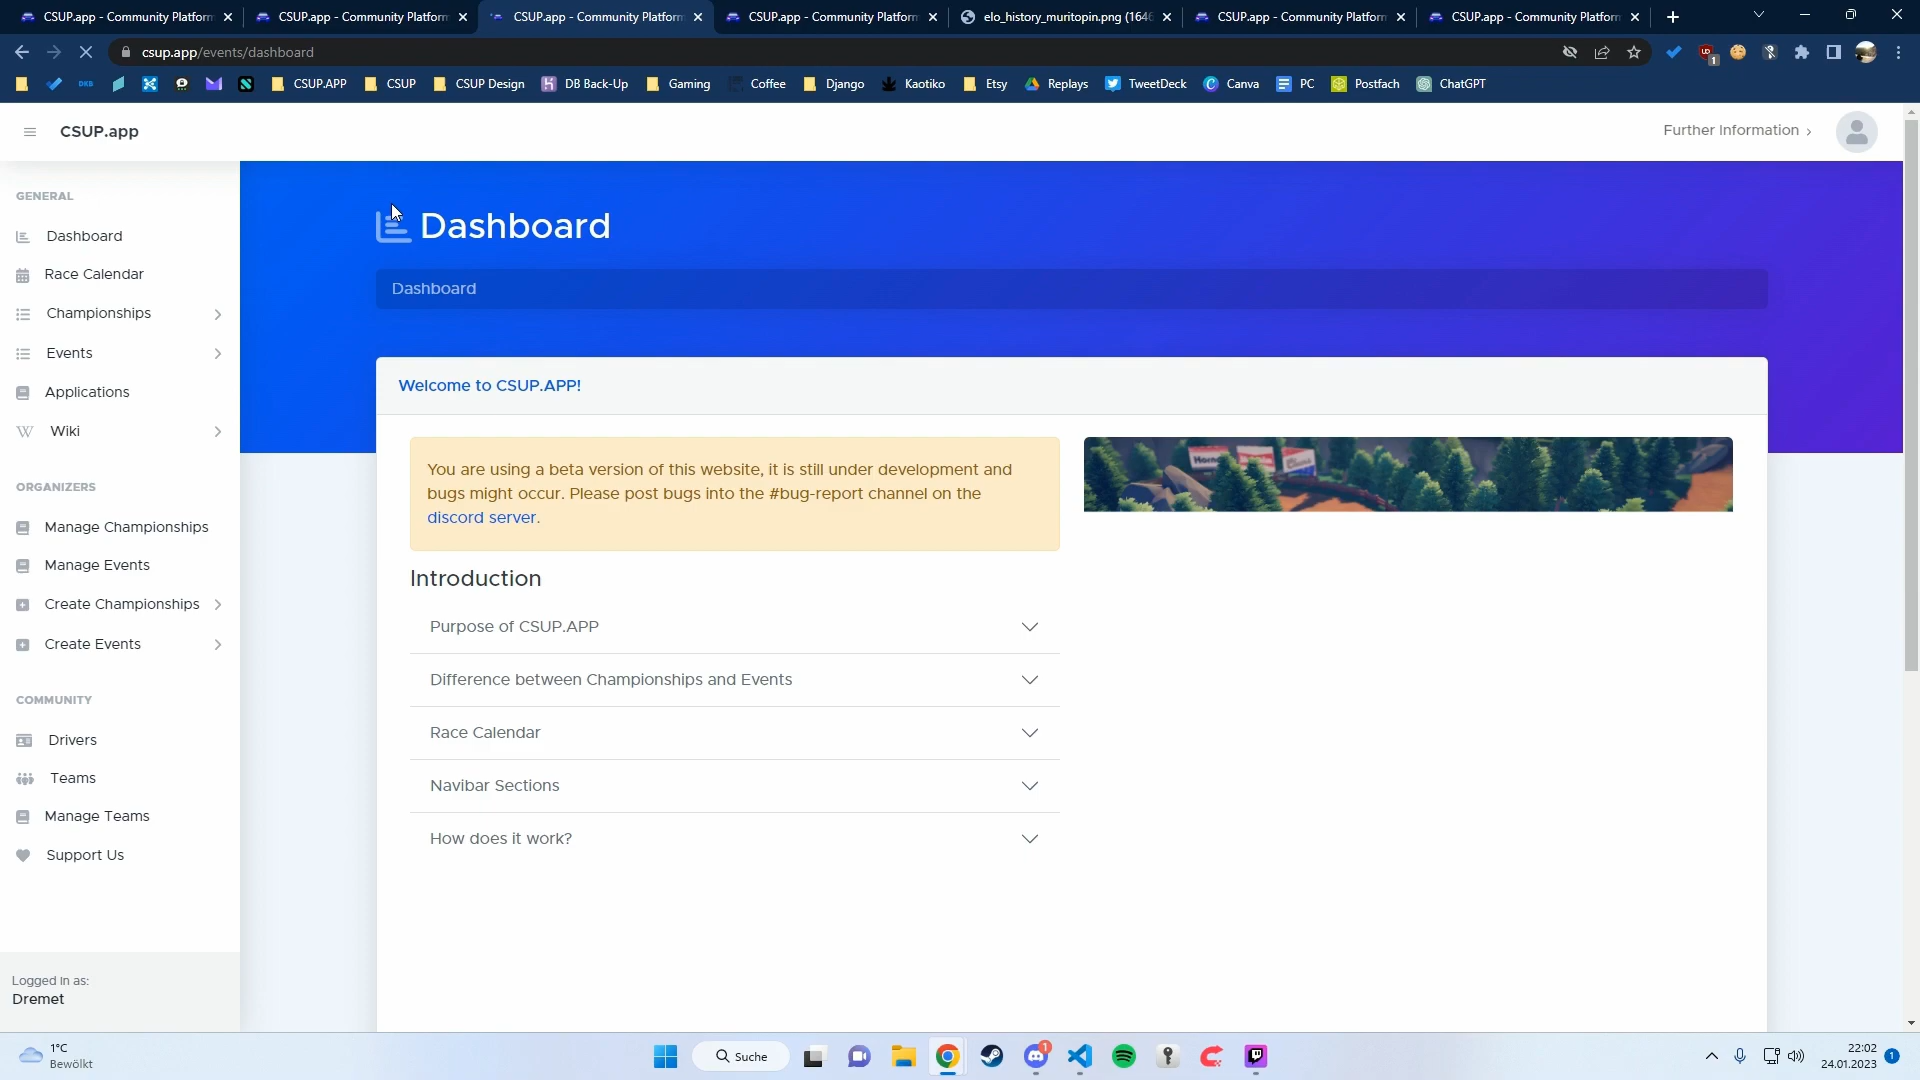 CSUP.app - Community Platform
CSUP.app - Community Platform
CSUP.app - Community Platform
CSUP.app - Community Platform
elo_history_muritopin.png (1646
CSUP.app - Community Platform
CSUP.app - Community Platform
csup.app/events/dashboard
1
DKB
CSUP.APP
CSUP
CSUP Design
DB Back-Up
Gaming
Coffee
Django
Kaotiko
Etsy
Replays
TweetDeck
Canva
PC
Postfach
ChatGPT
CSUP.app
Further Information
GENERAL
Dashboard
Race Calendar
Championships
Events
Applications
Wiki
ORGANIZERS
Manage Championships
Manage Events
Create Championships
Create Events
COMMUNITY
Drivers
Teams
Manage Teams
Support Us
Logged in as:
Dremet
Dashboard
Dashboard
Welcome to CSUP.APP!
You are using a beta version of this website, it is still under development and
bugs might occur. Please post bugs into the #bug-report channel on the
discord server.
Introduction
Purpose of CSUP.APP
Difference between Championships and Events
Race Calendar
Navibar Sections
How does it work?
1°C
Bewölkt
Suche
1
22:02
24.01.2023
1